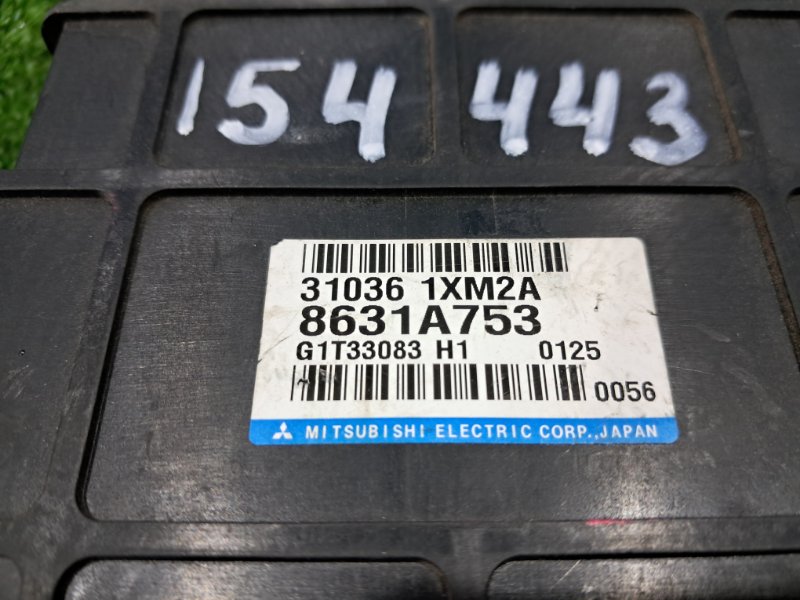 154 443
31036 1XM2A
8631A753
G1T33083 H1 0125
0056
MITSUBISHI ELECTRIC CORP.,JAPAN